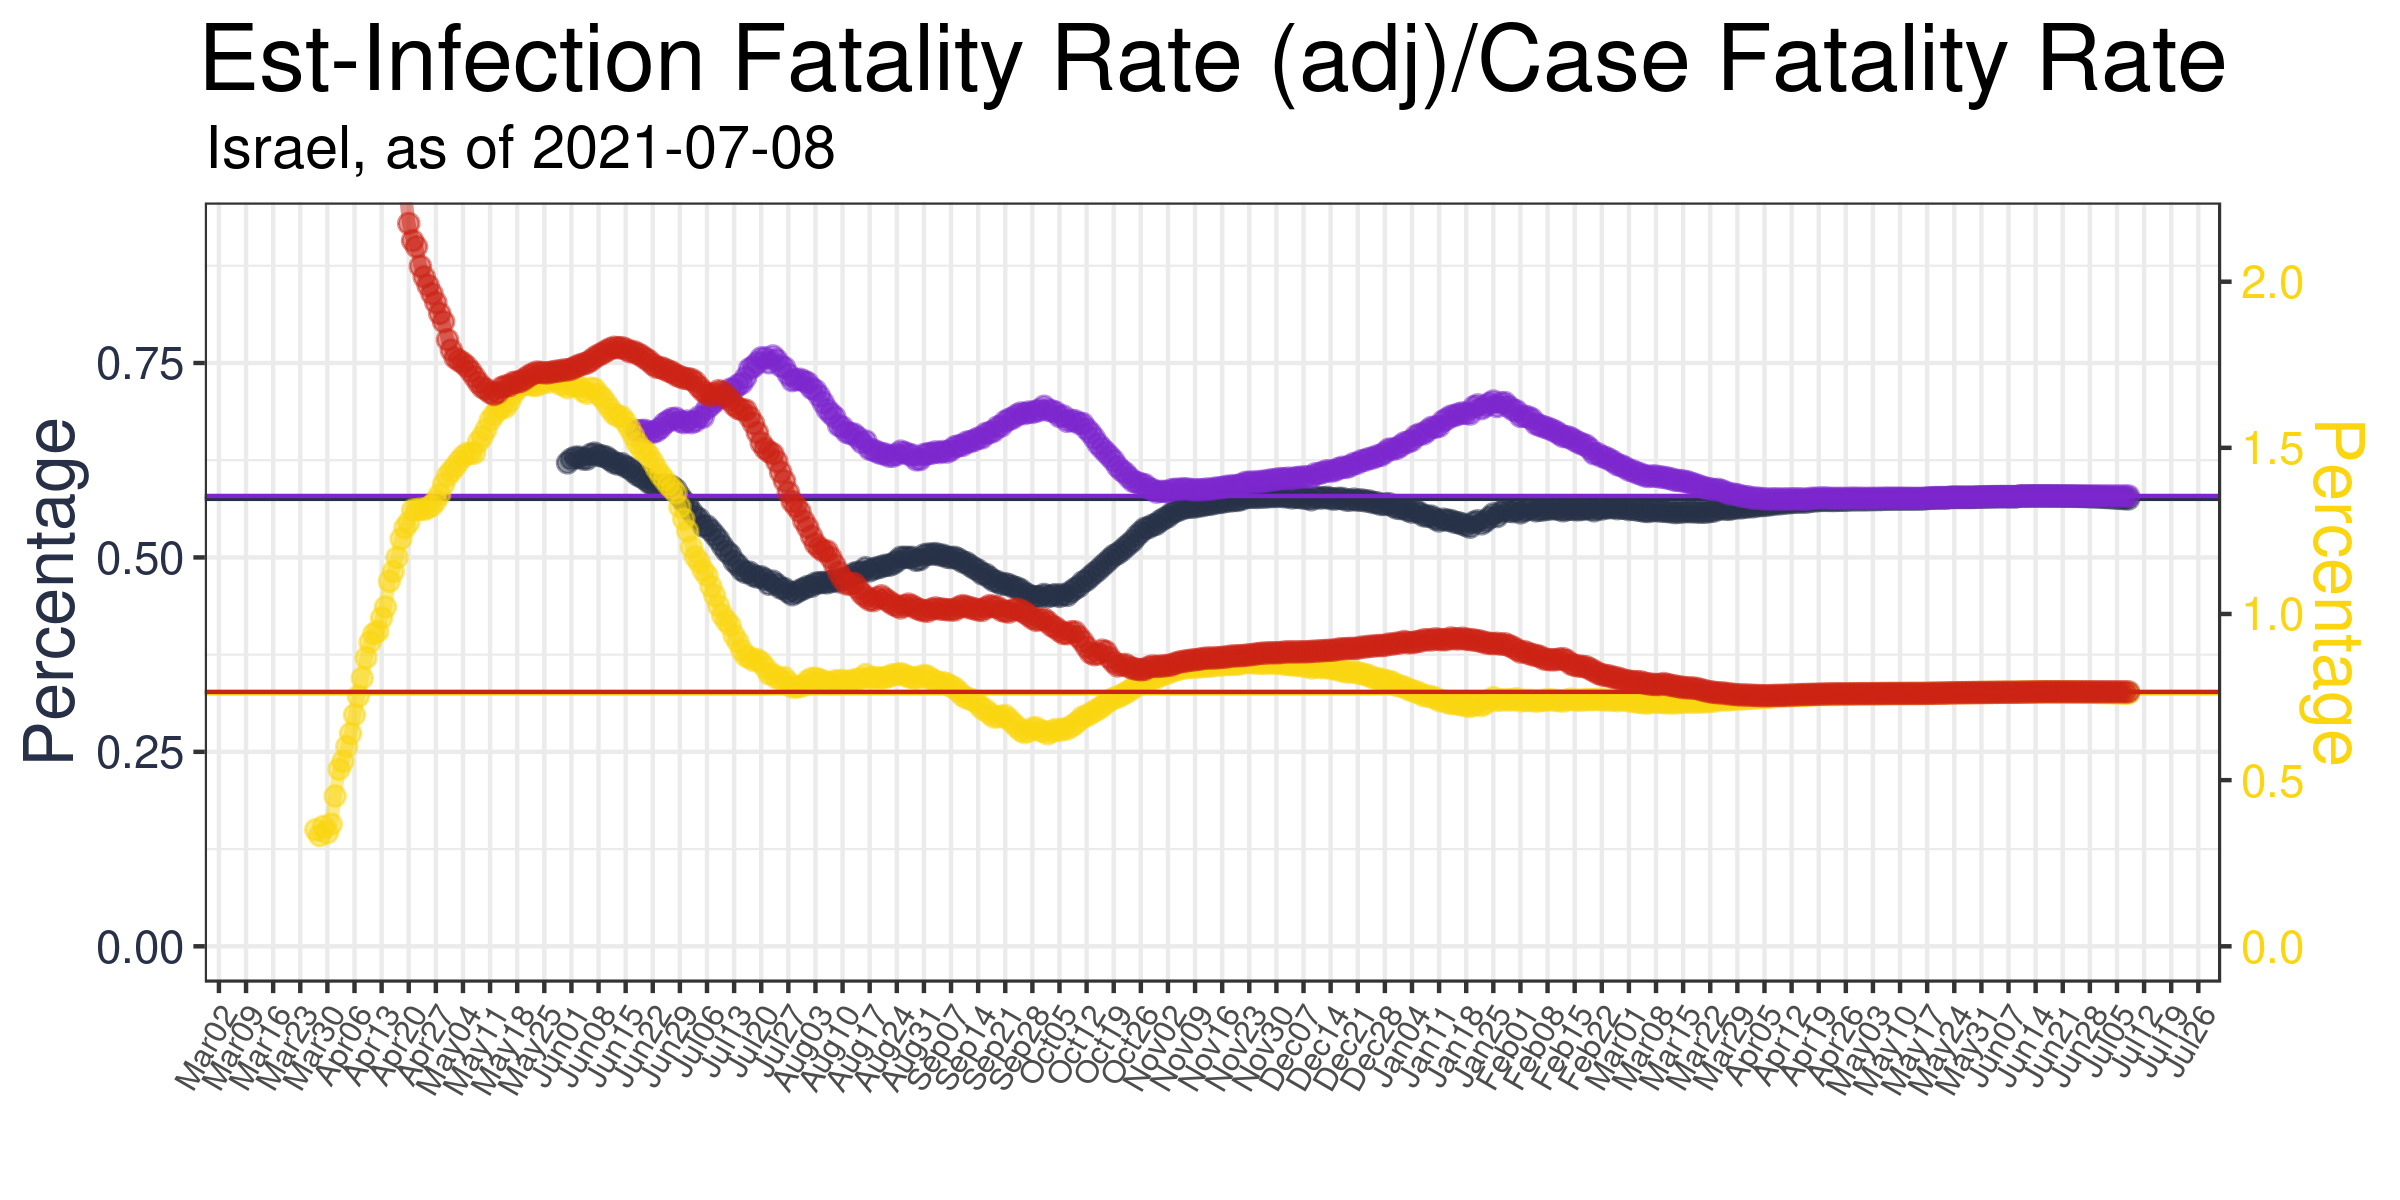 Est-Infection Fatality Rate (adj)/Case Fatality Rate
Israel, as of 2021-07-08
Percentage
0.75
0.50
0.25
0.00
2.0
1.5
1.0
0.5
0.0
Percentage
Mar02
Mar09
Mar16
Mar23
Mar30
Apr06
Apr13
Apr20
Apr27
May04
May11
May18
May25
Jun01
Jun08
Jun15
Jun22
Jun29
Jul06
Jul13
Jul20
Jul27
Aug03
Aug10
Aug17
Aug24
Aug31
Sep07
Sep14
Sep21
Sep28
Oct05
Oct12
Oct19
Oct26
Nov02
Nov09
Nov16
Nov23
Nov30
Dec07
Dec14
Dec21
Dec28
Jan04
Jan11
Jan18
Jan25
Feb01
Feb08
Feb15
Feb22
Mar01
Mar08
Mar15
Mar22
Mar29
Apr05
Apr12
Apr19
Apr26
May03
May10
May17
May24
May31
Jun07
Jun14
Jun21
Jun28
Jul05
Jul12
Jul19
Jul26